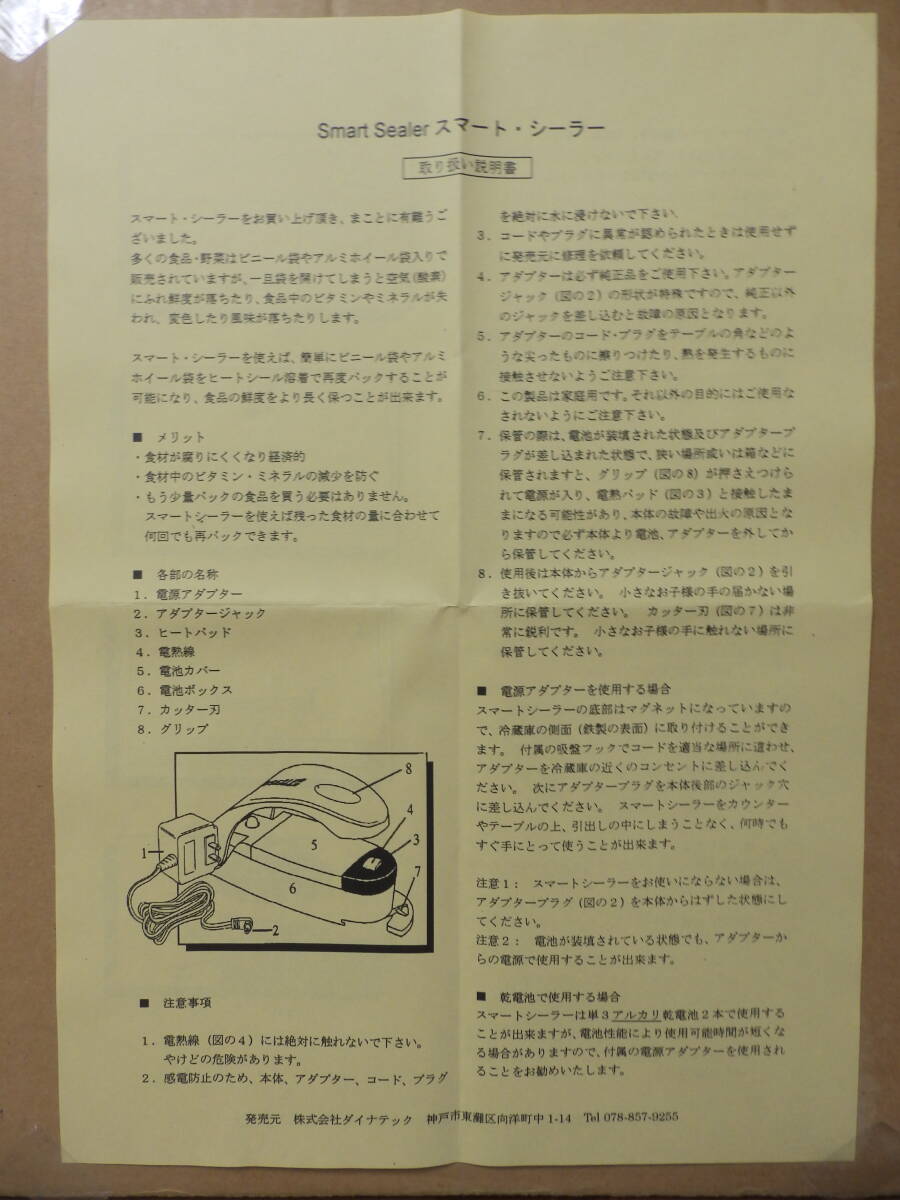 Smart Sealer スマート・シーラー
取り扱い説明書
スマート・シーラーをお買い上げ頂き、まことに有難うご
ざいました。
多くの食品・野菜はビニール袋やアルミホイール袋入りで
販売されていますが、一旦袋を開けてしまうと空気(酸素)
にふれ鮮度が落ちたり、食品中のビタミンやミネラルが失
われ、変色したり風味が落ちたりします。
スマート・シーラーを使えば、簡単にビニール袋やアルミ
ホイール袋をヒートシール溶着で再度パックすることが
可能になり、食品の鮮度をより長く保つことが出来ます。
■ メリット
・食材が腐りにくくなり経済的
・食材中のビタミン・ミネラルの減少を防ぐ
・もう少量パックの食品を買う必要はありません。
スマートシーラーを使えば残った食材の量に合わせて
何回でも再パックできます。
■ 各部の名称
1．電源アダプター
2．アダプタージャック
3．ヒートパッド
4．電熱線
5．電池カバー
6．電池ボックス
7．カッター刃
8．グリップ
8
4
3
5
1
7
6
2
■ 注意事項
1．電熱線（図の4）には絶対に触れないで下さい。
やけどの危険があります。
2．感電防止のため、本体、アダプター、コード、プラグ
を絶対に水に浸けないで下さい.
3．コードやプラグに異常が認められたときは使用せず
に発売元に修理を依頼してください。
4．アダプターは必ず純正品をご使用下さい。アダプター
ジャック（図の2）の形状が特殊ですので、純正以外
のジャックを差し込むと故障の原因となります。
5．アダプターのコード・プラグをテーブルの角などのよ
うな尖ったものに擦りつけたり、熱を発生するものに
接触させないようご注意下さい。
6．この製品は家庭用です。それ以外の目的にはご使用な
されないようにご注意下さい。
7．保管の際は、電池が装填された状態及びアダプタープ
ラグが差し込まれた状態で、狭い場所或いは箱などに
保管されますと、グリップ（図の8）が押さえつけら
れて電源が入り、電熱パッド（図の3）と接触したま
まになる可能性があり、本体の故障や出火の原因とな
りますので必ず本体より電池、アダプターを外してか
ら保管してください。
8．使用後は本体からアダプタージャック（図の2）を引
き抜いてください。 小さなお子様の手の届かない場
所に保管してください。 カッター刃（図の7）は非
常に鋭利です。 小さなお子様の手に触れない場所に
保管してください。
■ 電源アダプターを使用する場合
スマートシーラーの底部はマグネットになっていますの
で、冷蔵庫の側面（鉄製の表面）に取り付けることができ
ます。 付属の吸盤フックでコードを適当な場所に這わせ、
アダプターを冷蔵庫の近くのコンセントに差し込んでく
ださい。 次にアダプタープラグを本体後部のジャック穴
に差し込んでください。 スマートシーラーをカウンター
やテーブルの上、引出しの中にしまうことなく、何時でも
すぐ手にとって使うことが出来ます。
注意1： スマートシーラーをお使いにならない場合は、
アダプタープラグ（図の2）を本体からはずした状態にし
てください。
注意2： 電池が装填されている状態でも、アダプターか
らの電源で使用することが出来ます。
■ 乾電池で使用する場合
スマートシーラーは単3アルカリ乾電池2本で使用する
ことが出来ますが、電池性能により使用可能時間が短くな
る場合がありますので、付属の電源アダプターを使用され
ることをお勧めいたします。
発売元 株式会社ダイナテック 神戸市東灘区向洋町中 1-14 Tel 078-857-9255